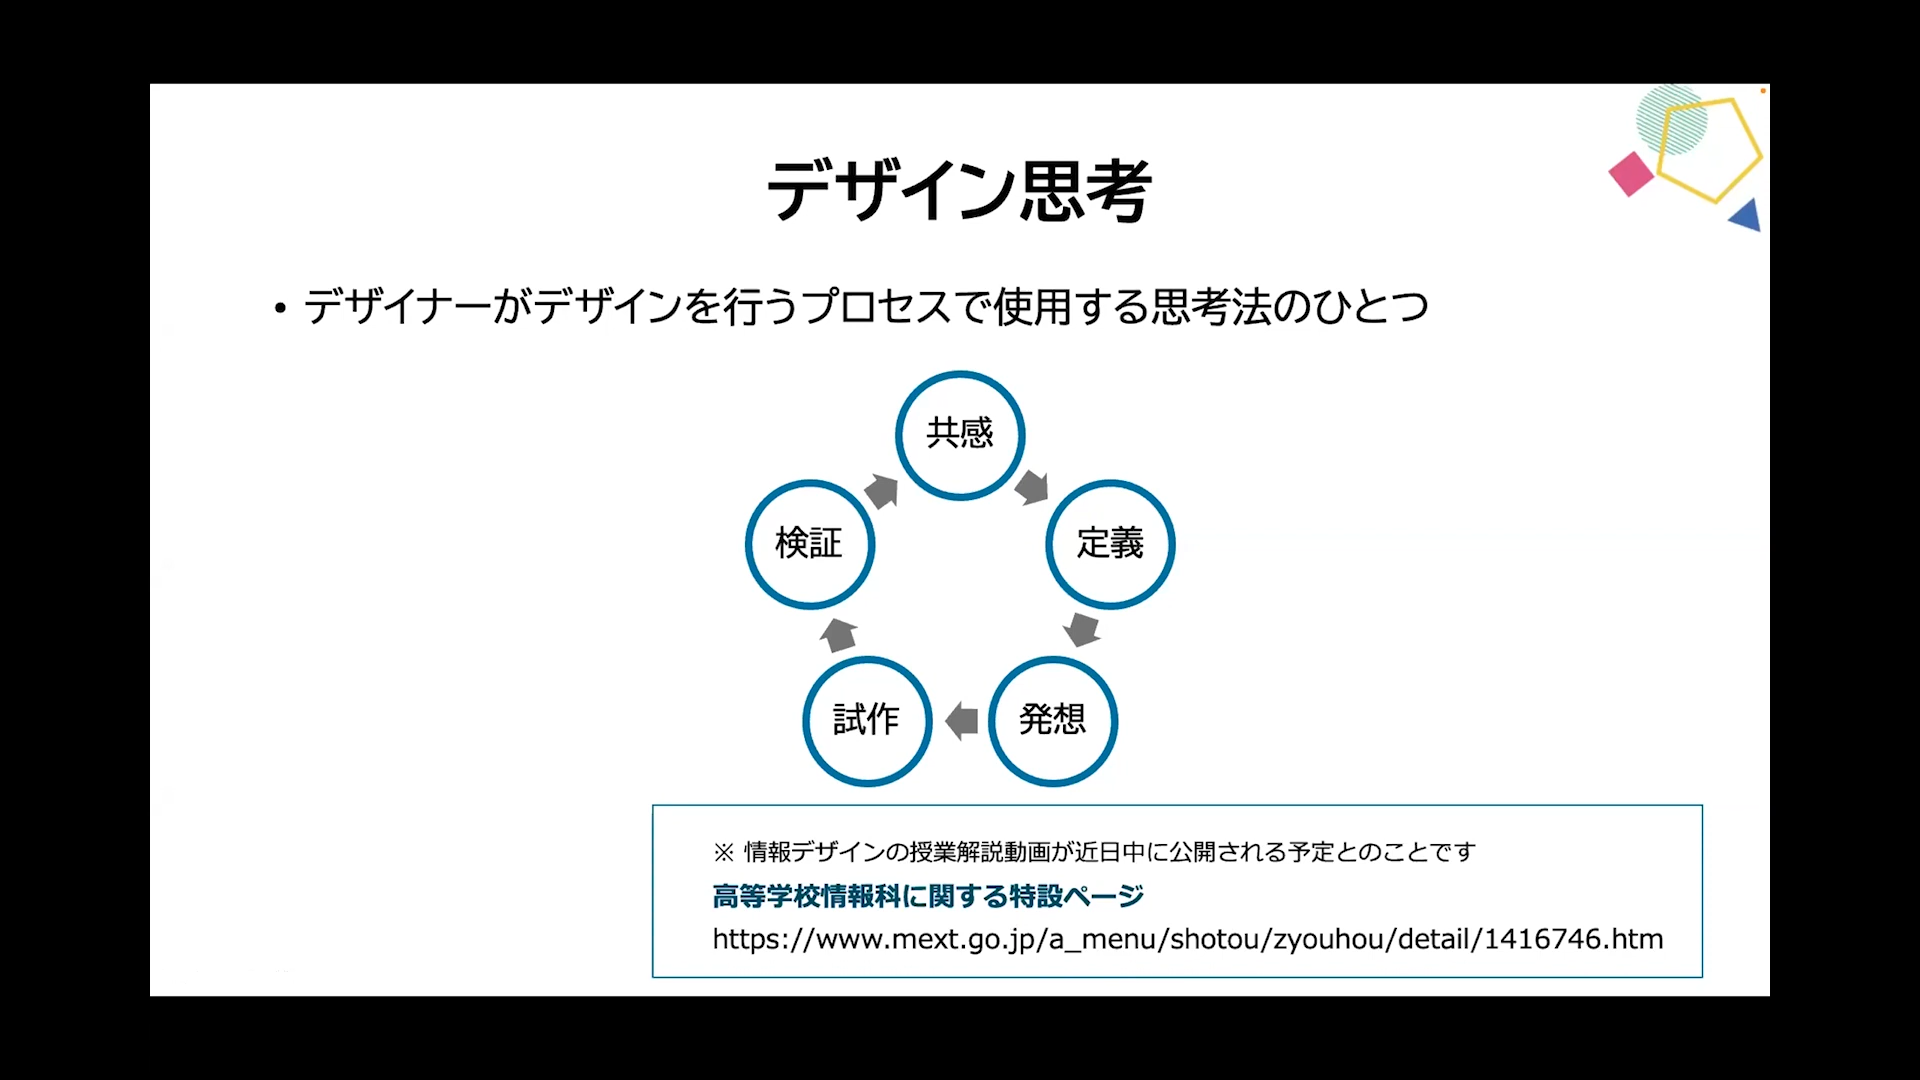 デザイン思考
• デザイナーがデザインを行うプロセスで使用する思考法のひとつ
共感
定義
発想
試作
検証
※ 情報デザインの授業解説動画が近日中に公開される予定とのことです
高等学校情報科に関する特設ページ
https://www.mext.go.jp/a_menu/shotou/zyouhou/detail/1416746.htm